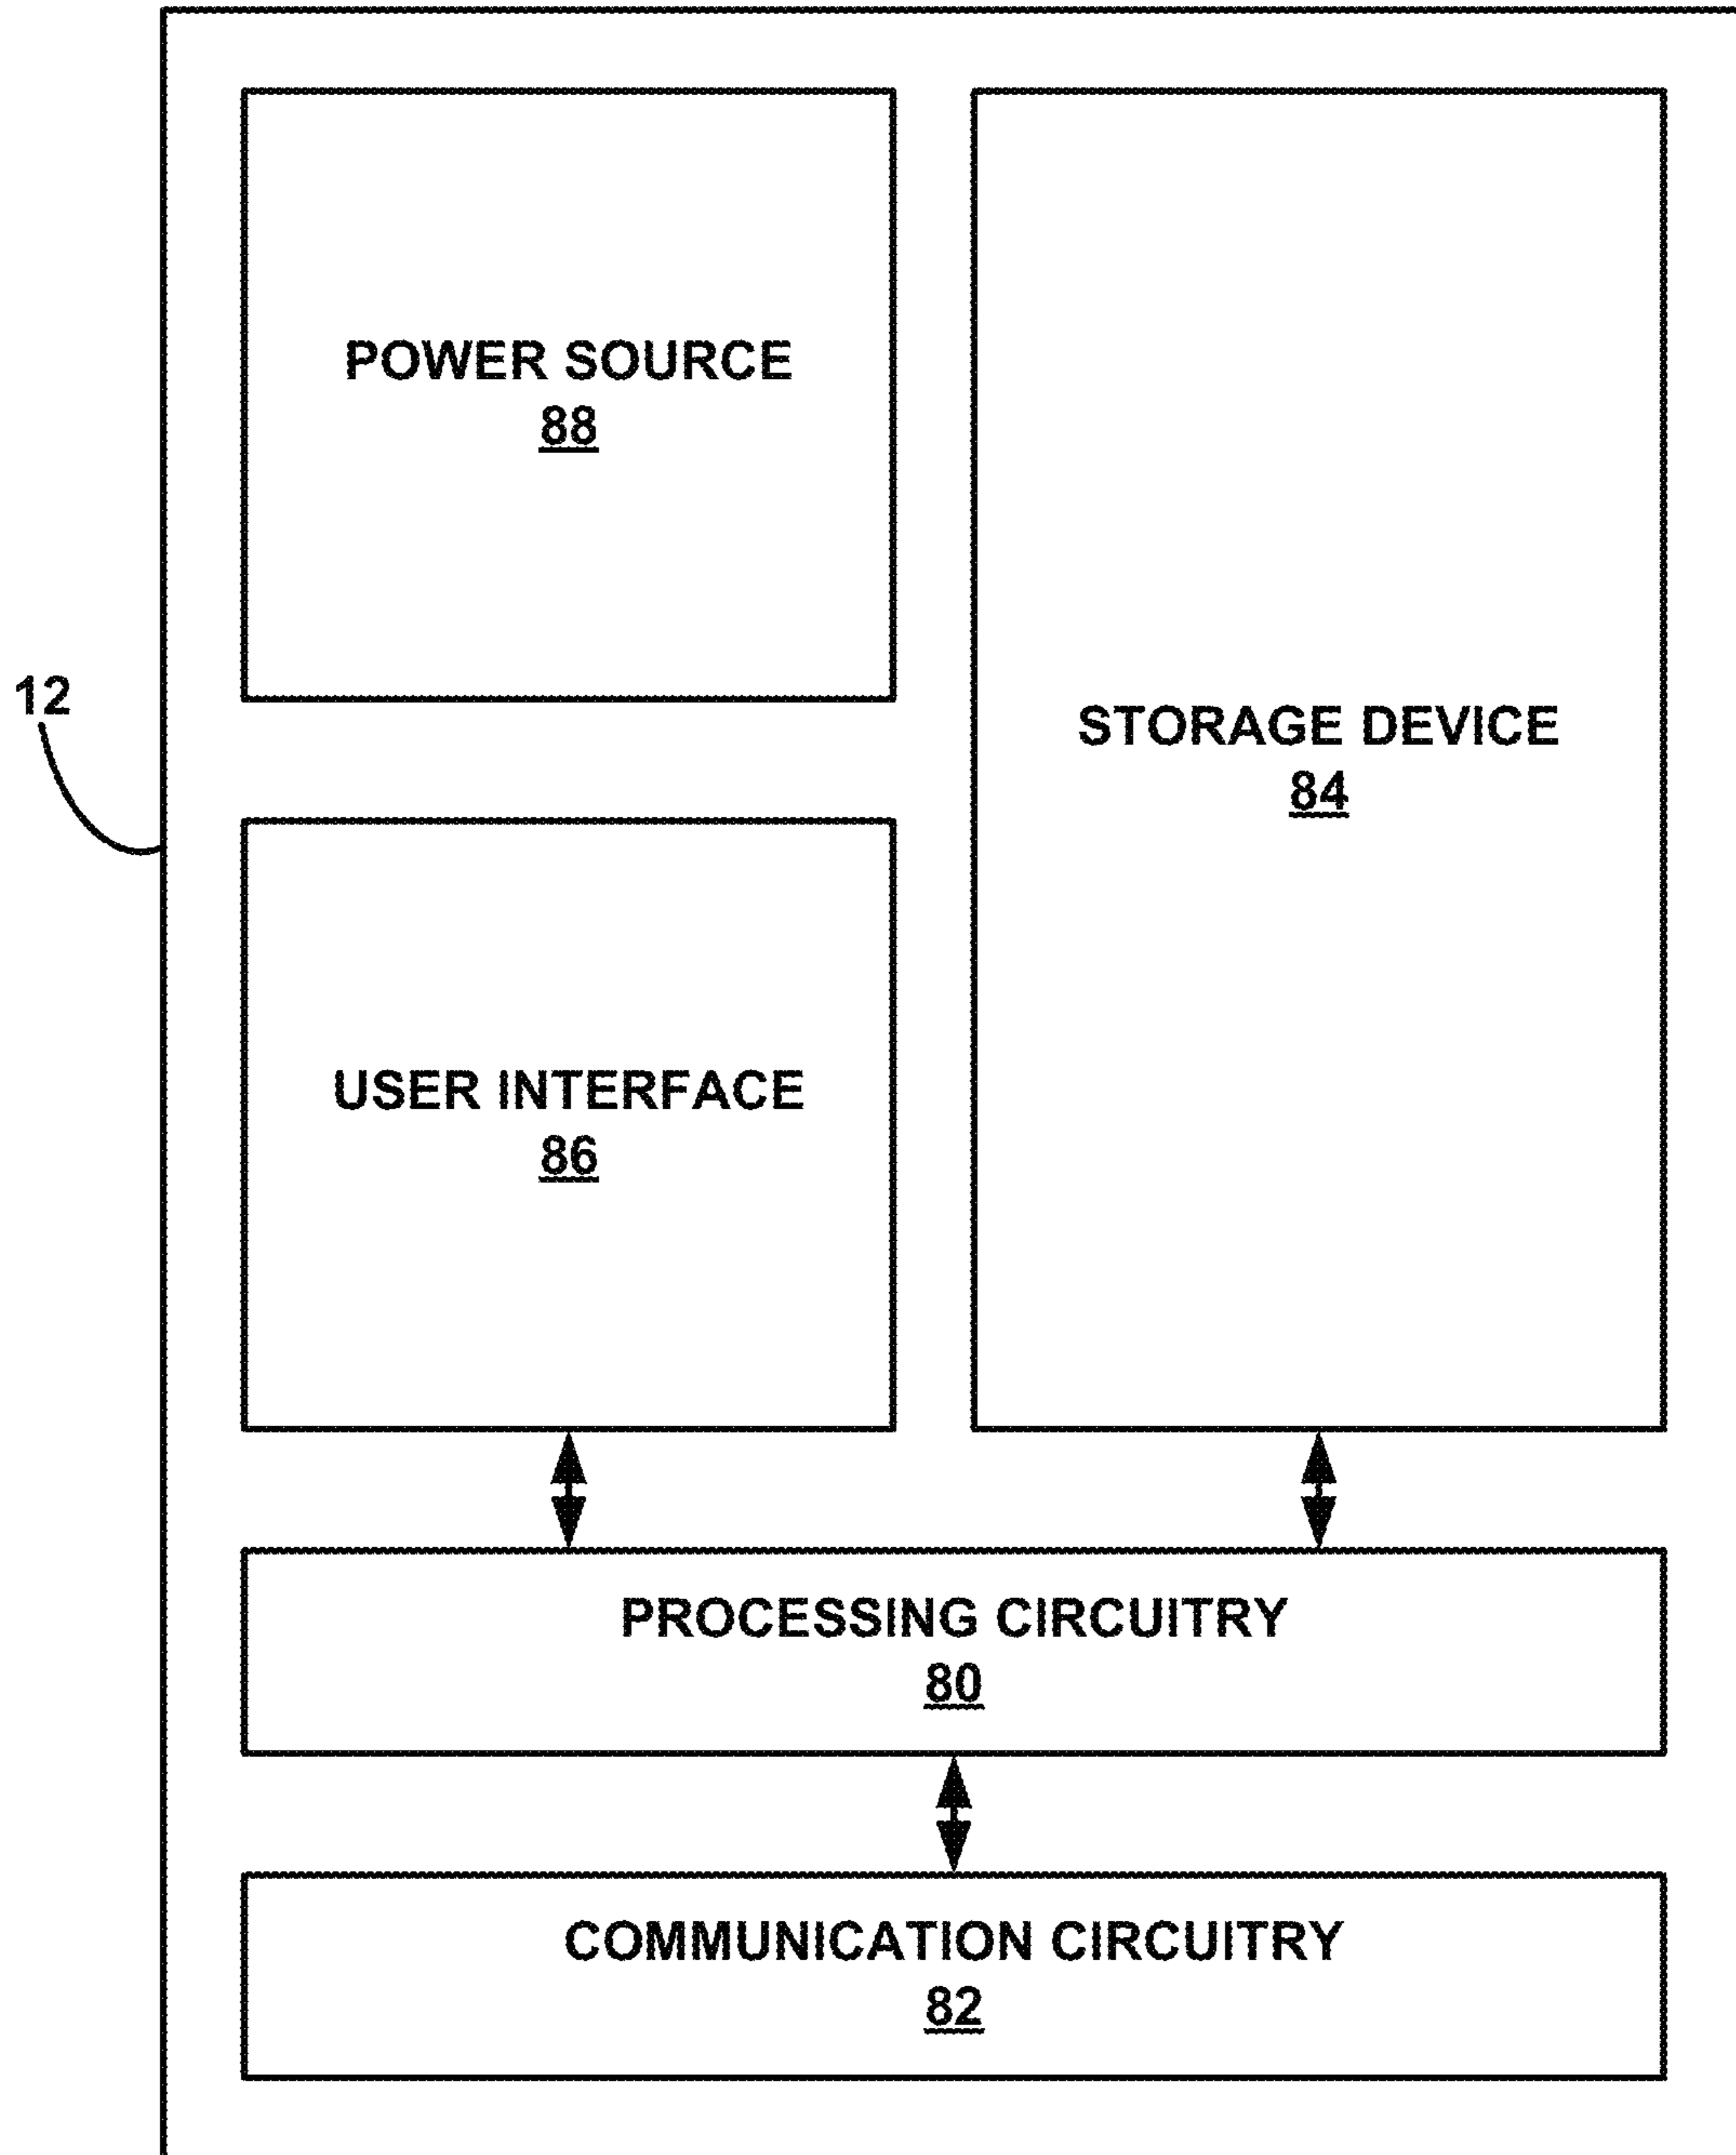 POWER SOURCE
88
STORAGE DEVICE
84
12
USER INTERFACE
86
PROCESSING CIRCUITRY
80
COMMUNICATION CIRCUITRY
82